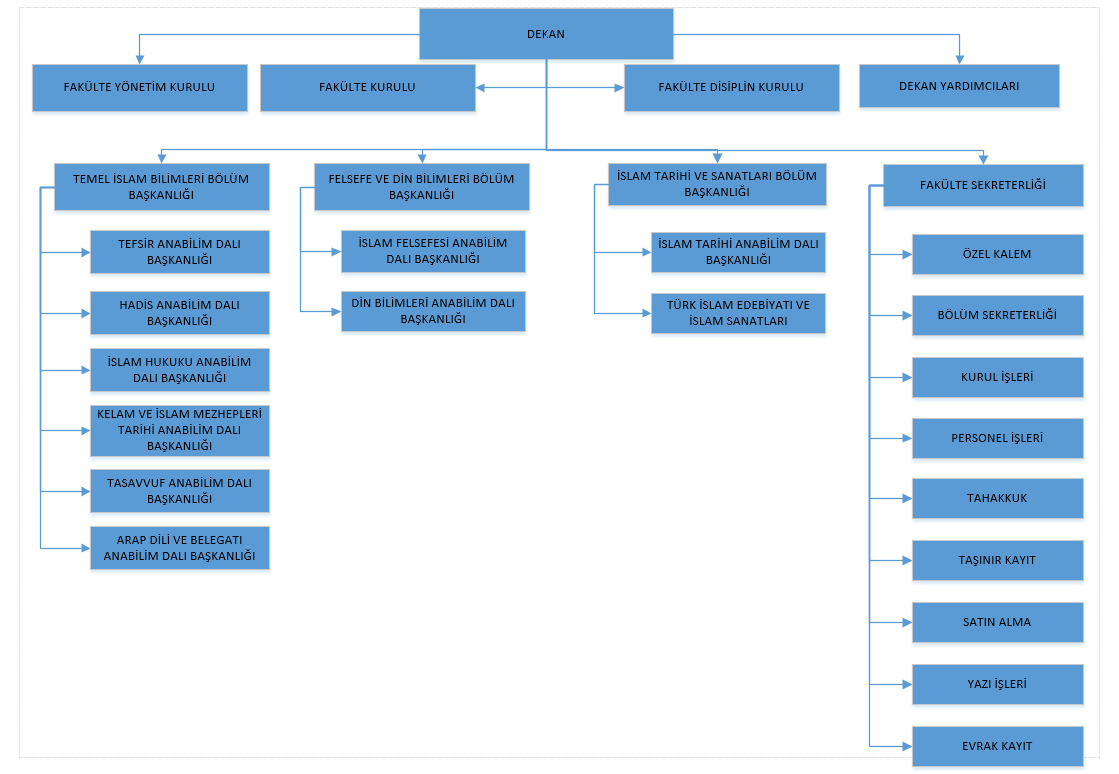 DEKAN
FAKÜLTE YÖNETİM KURULU
FAKÜLTE KURULU
FAKÜLTE DİSİPLİN KURULU
DEKAN YARDIMCILARI
TEMEL İSLAM BİLİMLERİ BÖLÜM
BAŞKANLIĞI
TEFSİR ANABİLİM DALI
BAŞKANLIĞI
HADİS ANABİLİM DALI
BAŞKANLIĞI
İSLAM HUKUKU ANABİLİM
DALI BAŞKANLIĞI
KELAM VE İSLAM MEZHEPLERİ
TARİHİ ANABİLİM DALI
BAŞKANLIĞI
TASAVVUF ANABİLİM DALI
BAŞKANLIĞI
ARAP DİLİ VE BELEGATI
ANABİLİM DALI BAŞKANLIĞI
FELSEFE VE DİN BİLİMLERİ BÖLÜM
BAŞKANLIĞI
İSLAM FELSEFESİ ANABİLİM
DALI BAŞKANLIĞI
DİN BİLİMLERİ ANABİLİM DALI
BAŞKANLIĞI
İSLAM TARİHİ VE SANATLARI BÖLÜM
BAŞKANLIĞI
İSLAM TARİHİ ANABİLİM DALI
BAŞKANLIĞI
TÜRK İSLAM EDEBİYATI VE
İSLAM SANATLARI
FAKÜLTE SEKRETERLİĞİ
ÖZEL KALEM
BÖLÜM SEKRETERLİĞİ
KURUL İŞLERİ
PERSONEL İŞLERİ
TAHAKKUK
TAŞINIR KAYIT
SATIN ALMA
YAZI İŞLERİ
EVRAK KAYIT